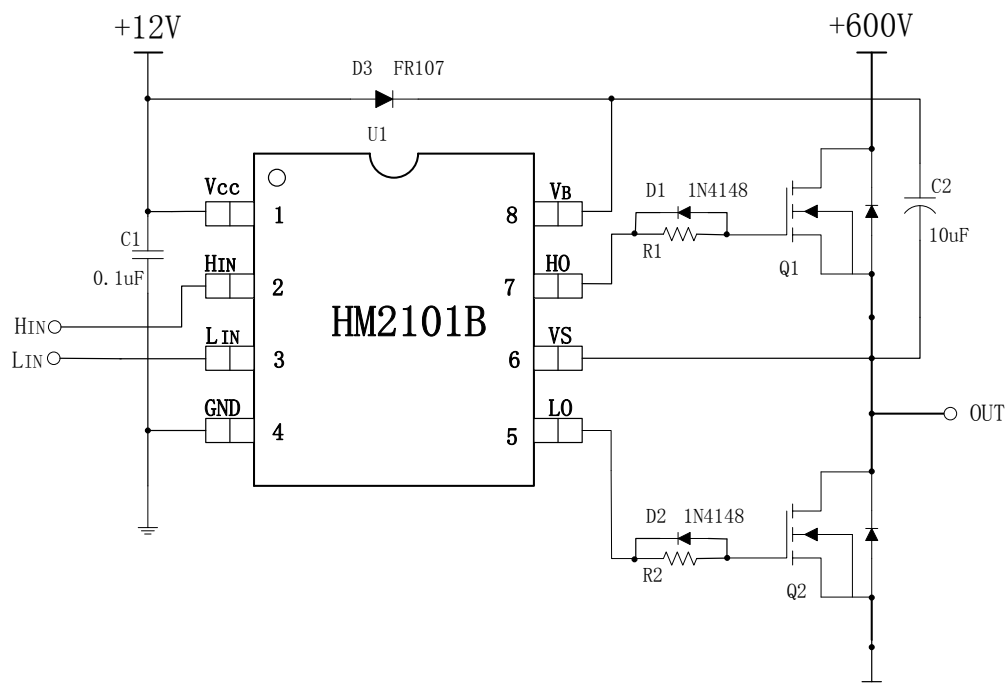 +12V
+600V
D3 FR107
U1
Vcc
1
VB
8
D1 1N4148
R1
C2
10uF
C1
0.1uF
HIN
2
HO
7
Q1
HM2101B
HIN
LIN
LIN
3
VS
6
GND
4
LO
5
OUT
D2 1N4148
R2
Q2